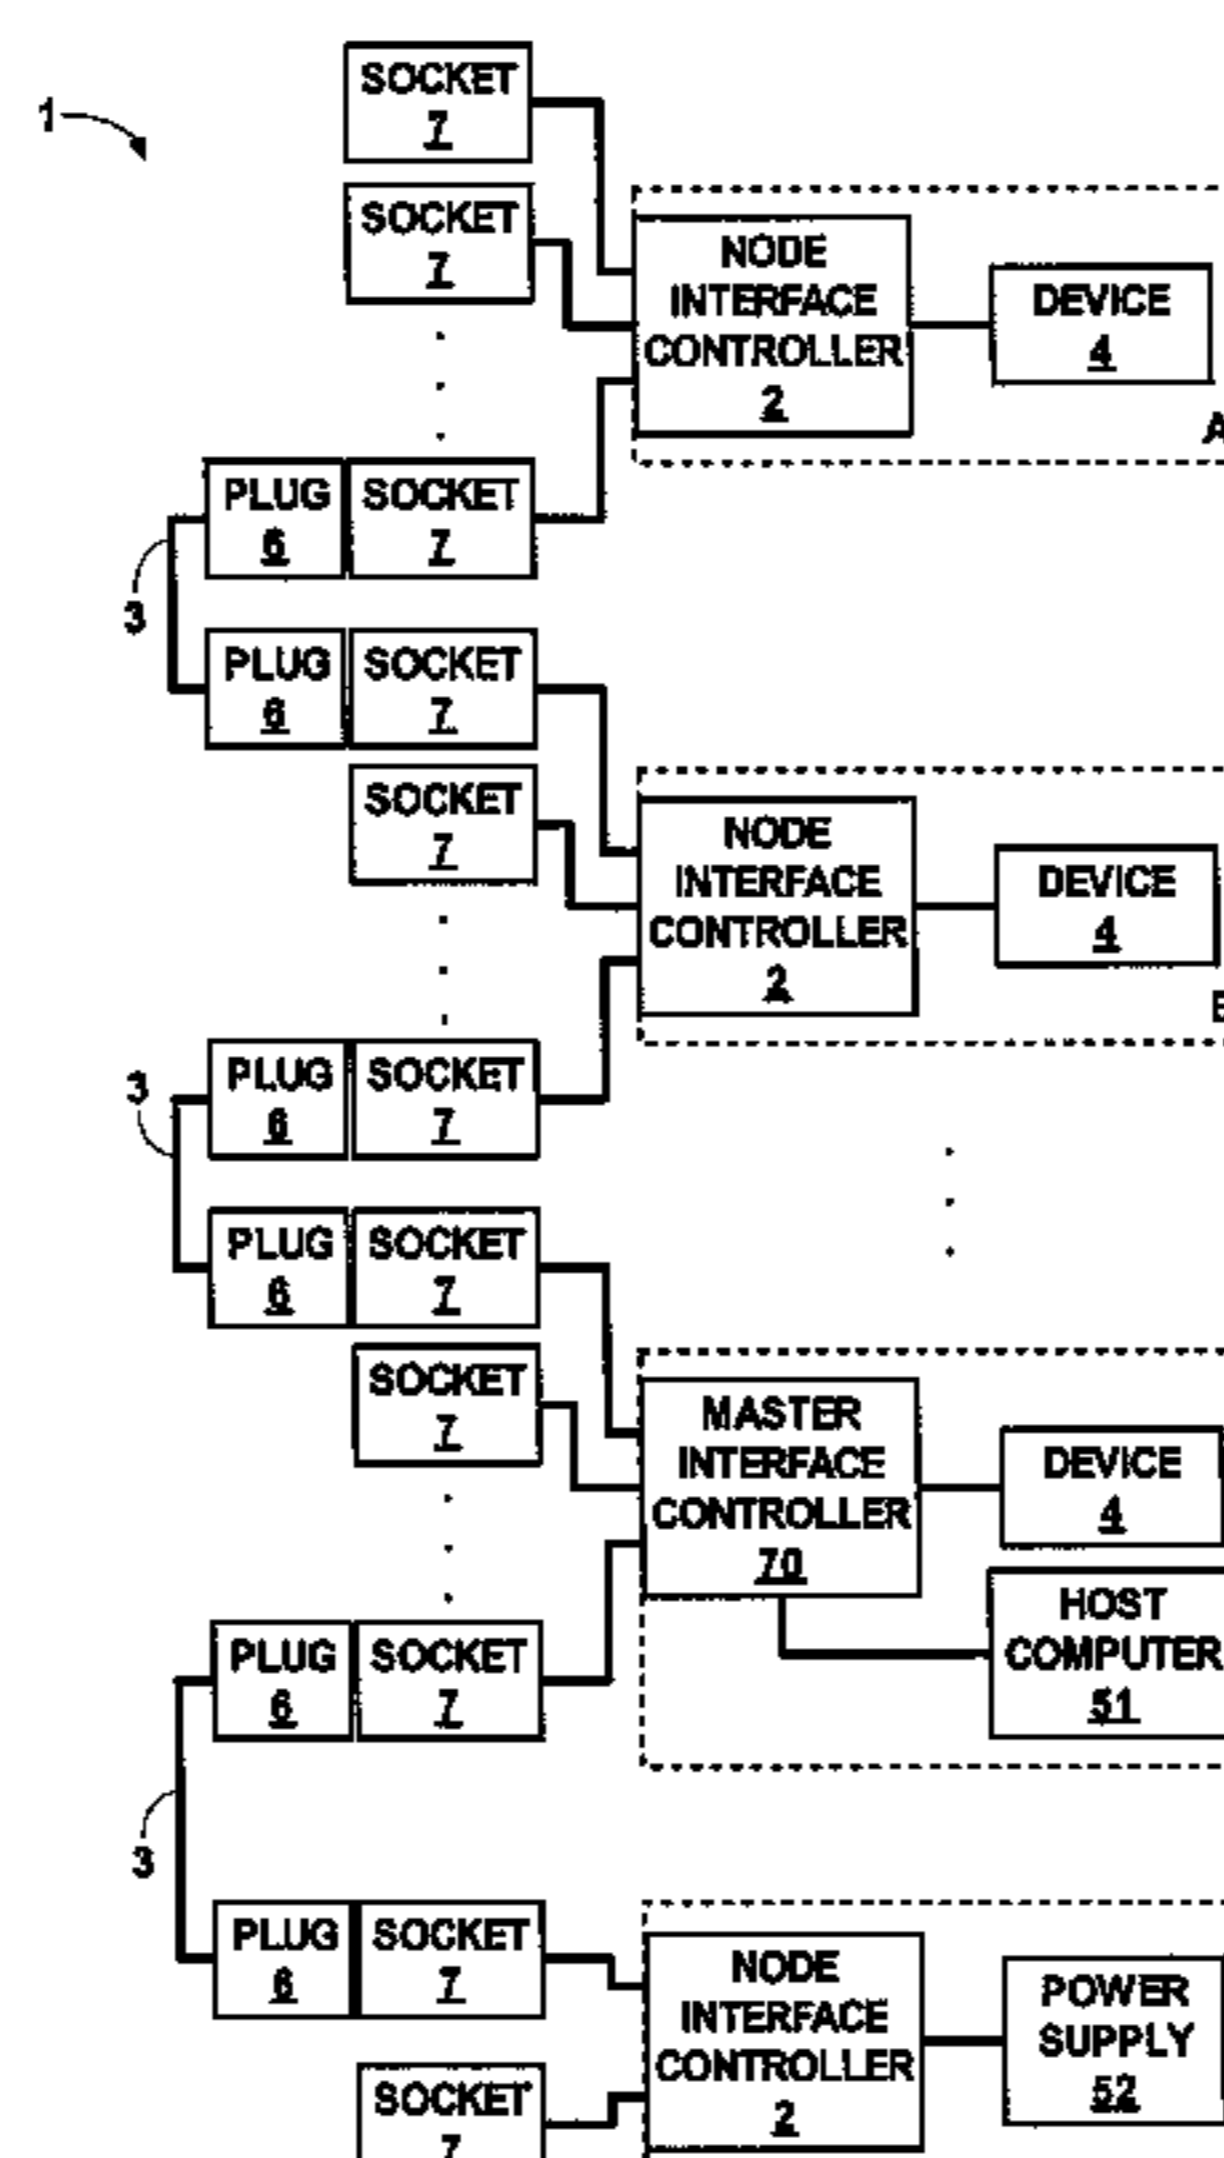 1
SOCKET
7
SOCKET
7
NODE
INTERFACE
CONTROLLER
2
DEVICE
4
A
PLUG
6
SOCKET
7
3
PLUG
6
SOCKET
7
SOCKET
7
NODE
INTERFACE
CONTROLLER
2
DEVICE
4
PLUG
6
SOCKET
7
3
PLUG
6
SOCKET
7
SOCKET
7
MASTER
INTERFACE
CONTROLLER
70
DEVICE
4
HOST
COMPUTER
51
PLUG
6
SOCKET
7
3
PLUG
6
SOCKET
7
NODE
INTERFACE
CONTROLLER
2
POWER
SUPPLY
52
SOCKET
7